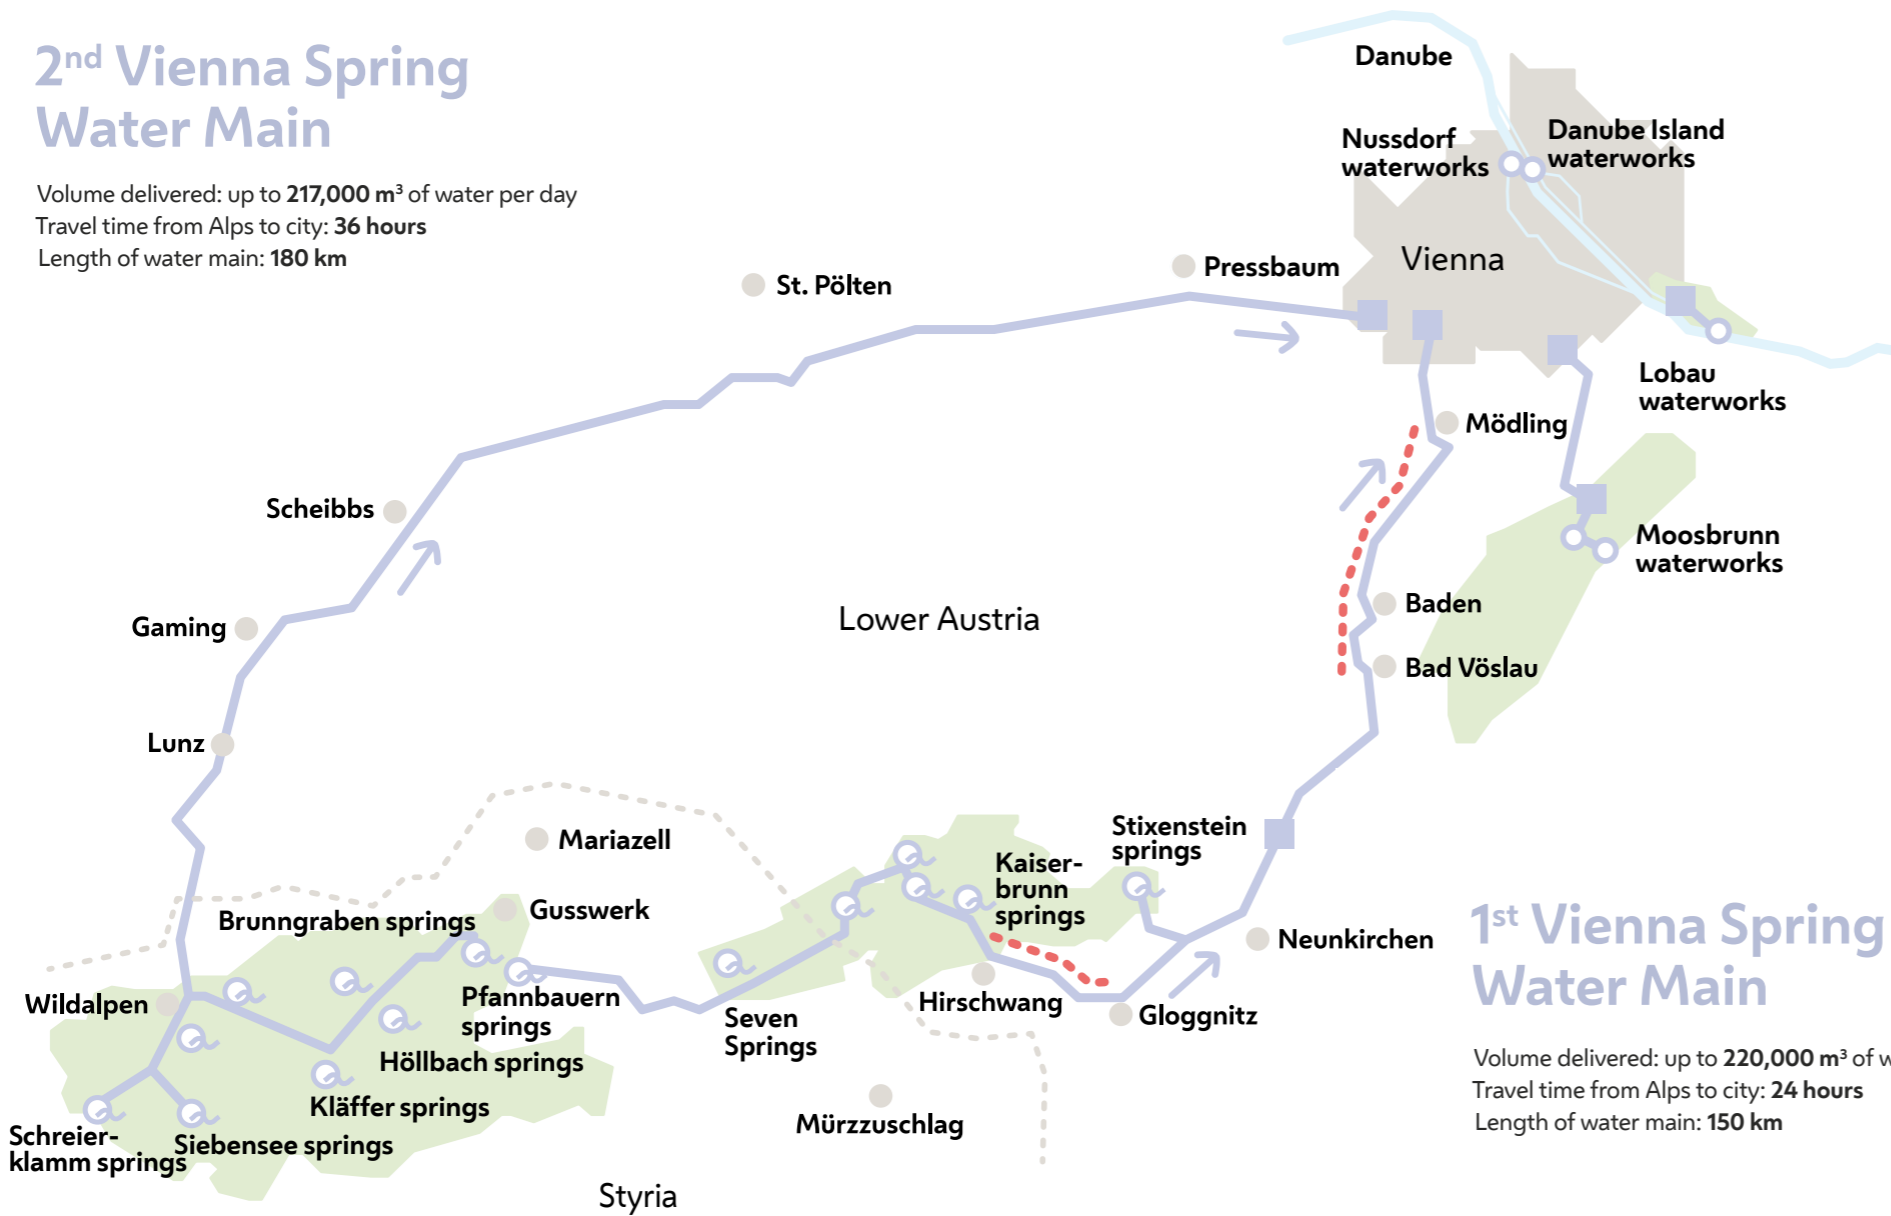 2nd Vienna Spring
Water Main
Volume delivered: up to 217,000 m³ of water per day
Travel time from Alps to city: 36 hours
Length of water main: 180 km
Danube
Nussdorf
waterworks
Danube Island
waterworks
Vienna
Pressbaum
St. Pölten
Lobau
waterworks
Mödling
Scheibbs
Moosbrunn
waterworks
Baden
Lower Austria
Gaming
Bad Vöslau
Lunz
Mariazell
Stixenstein
springs
Kaiser-
brunn
springs
Brunngraben springs
Gusswerk
Neunkirchen
Wildalpen
Pfannbauern
springs
Hirschwang
Gloggnitz
Seven
Springs
Höllbach springs
Kläffer springs
Mürzzuschlag
Schreier-
klamm springs
Siebensee springs
Styria
1st Vienna Spring
Water Main
Volume delivered: up to 220,000 m³ of w
Travel time from Alps to city: 24 hours
Length of water main: 150 km